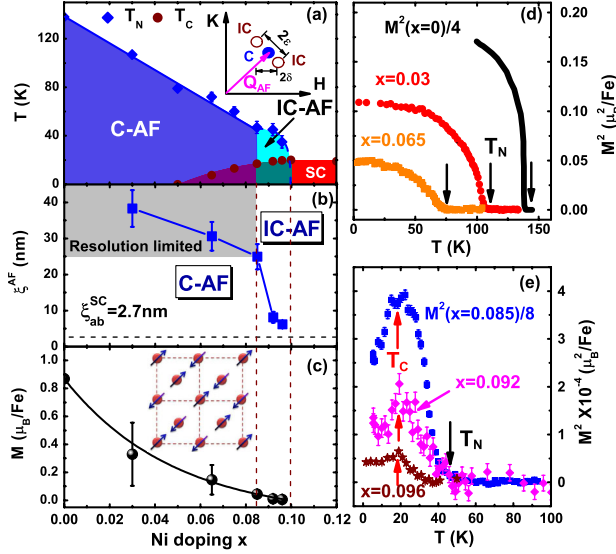 T_N T_C (a)
150
120
90
60
30
0
T (K)
K
H
IC
C
IC
2ε
2δ
Q_AF
IC-AF
C-AF
SC
(b)
50
40
30
20
10
0
ξ^AF (nm)
Resolution limited
IC-AF
C-AF
ξ_ab^SC=2.7nm
(c)
1.0
0.8
0.6
0.4
0.2
0.0
M (μ_B/Fe)
0.00 0.02 0.04 0.06 0.08 0.10 0.12
Ni doping x
(d)
M²(x=0)/4
x=0.03
x=0.065
T_N
0.20
0.15
0.10
0.05
0.00
M² (μ_B²/Fe)
0 50 100 150
T (K)
(e)
M²(x=0.085)/8
T_C
x=0.092
T_N
x=0.096
4
3
2
1
0
M² X10⁻⁴ (μ_B²/Fe)
0 20 40 60 80 100
T (K)